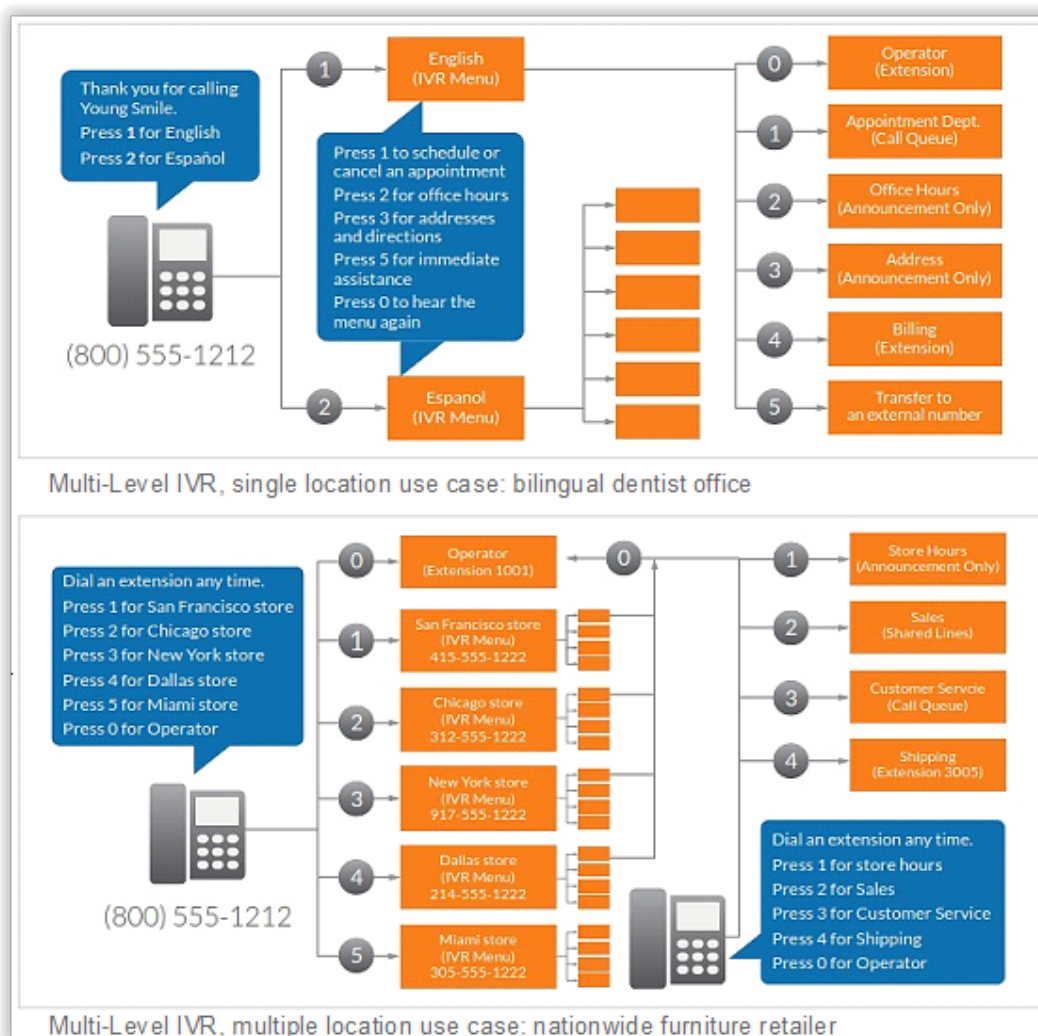 Thank you for calling
Young Smile.
Press 1 for English
Press 2 for Español
(800) 555-1212
1
English
(IVR Menu)
Press 1 to schedule or
cancel an appointment
Press 2 for office hours
Press 3 for addresses
and directions
Press 5 for immediate
assistance
Press 0 to hear the
menu again
2
Espanol
(IVR Menu)
0
Operator
(Extension)
1
Appointment Dept.
(Call Queue)
2
Office Hours
(Announcement Only)
3
Address
(Announcement Only)
4
Billing
(Extension)
5
Transfer to
an external number
Multi-Level IVR, single location use case: bilingual dentist office
Dial an extension any time.
Press 1 for San Francisco store
Press 2 for Chicago store
Press 3 for New York store
Press 4 for Dallas store
Press 5 for Miami store
Press 0 for Operator
(800) 555-1212
0
Operator
(Extension 1001)
1
San Francisco store
(IVR Menu)
415-555-1222
2
Chicago store
(IVR Menu)
312-555-1222
3
New York store
(IVR Menu)
917-555-1222
4
Dallas store
(IVR Menu)
214-555-1222
5
Miami store
(IVR Menu)
305-555-1222
0
1
Store Hours
(Announcement Only)
2
Sales
(Shared Lines)
3
Customer Servcie
(Call Queue)
4
Shipping
(Extension 3005)
Dial an extension any time.
Press 1 for store hours
Press 2 for Sales
Press 3 for Customer Service
Press 4 for Shipping
Press 0 for Operator
Multi-Level IVR, multiple location use case: nationwide furniture retailer